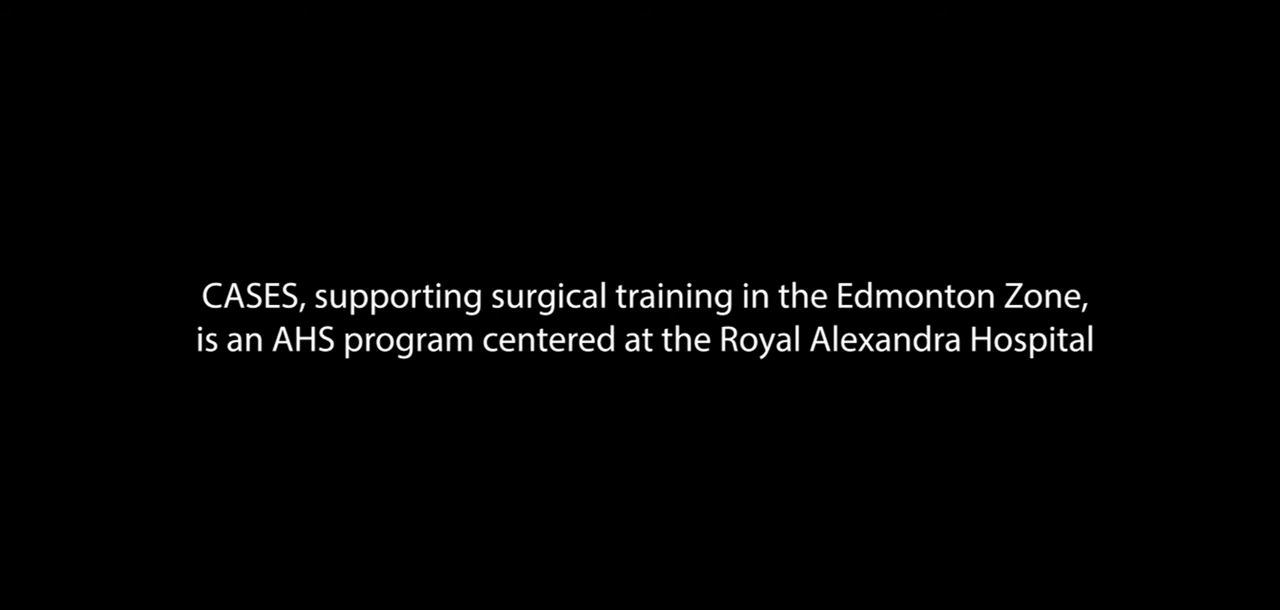 CASES, supporting surgical training in the Edmonton Zone,
is an AHS program centered at the Royal Alexandra Hospital